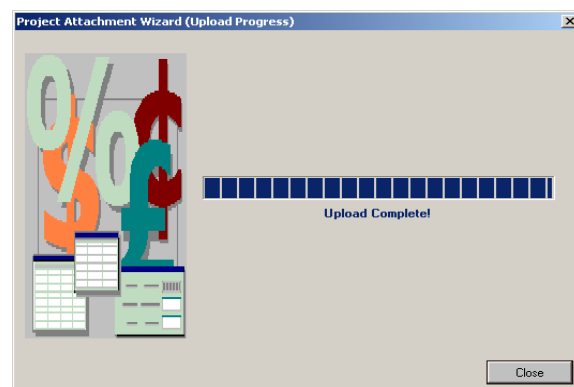 Project Attachment Wizard (Upload Progress)
% $ ¢ £
Upload Complete!
Close